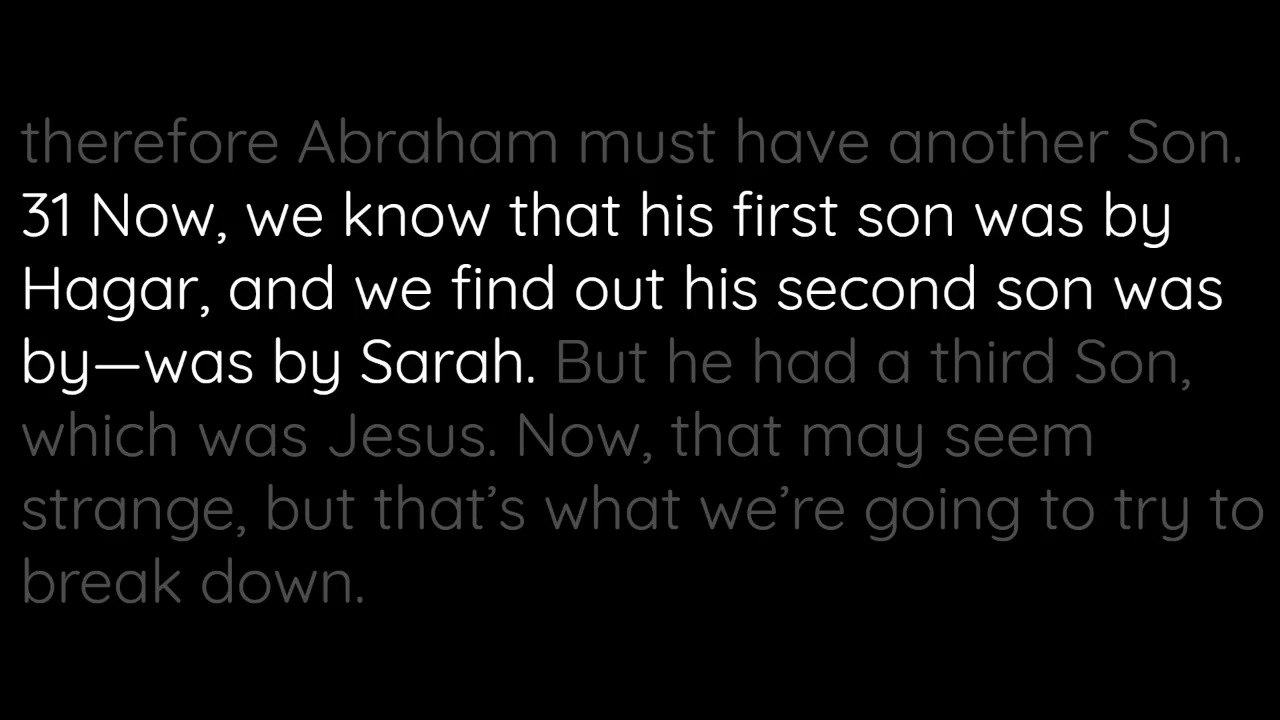 therefore Abraham must have another Son.
31 Now, we know that his first son was by
Hagar, and we find out his second son was
by—was by Sarah. But he had a third Son,
which was Jesus. Now, that may seem
strange, but that’s what we’re going to try to
break down.